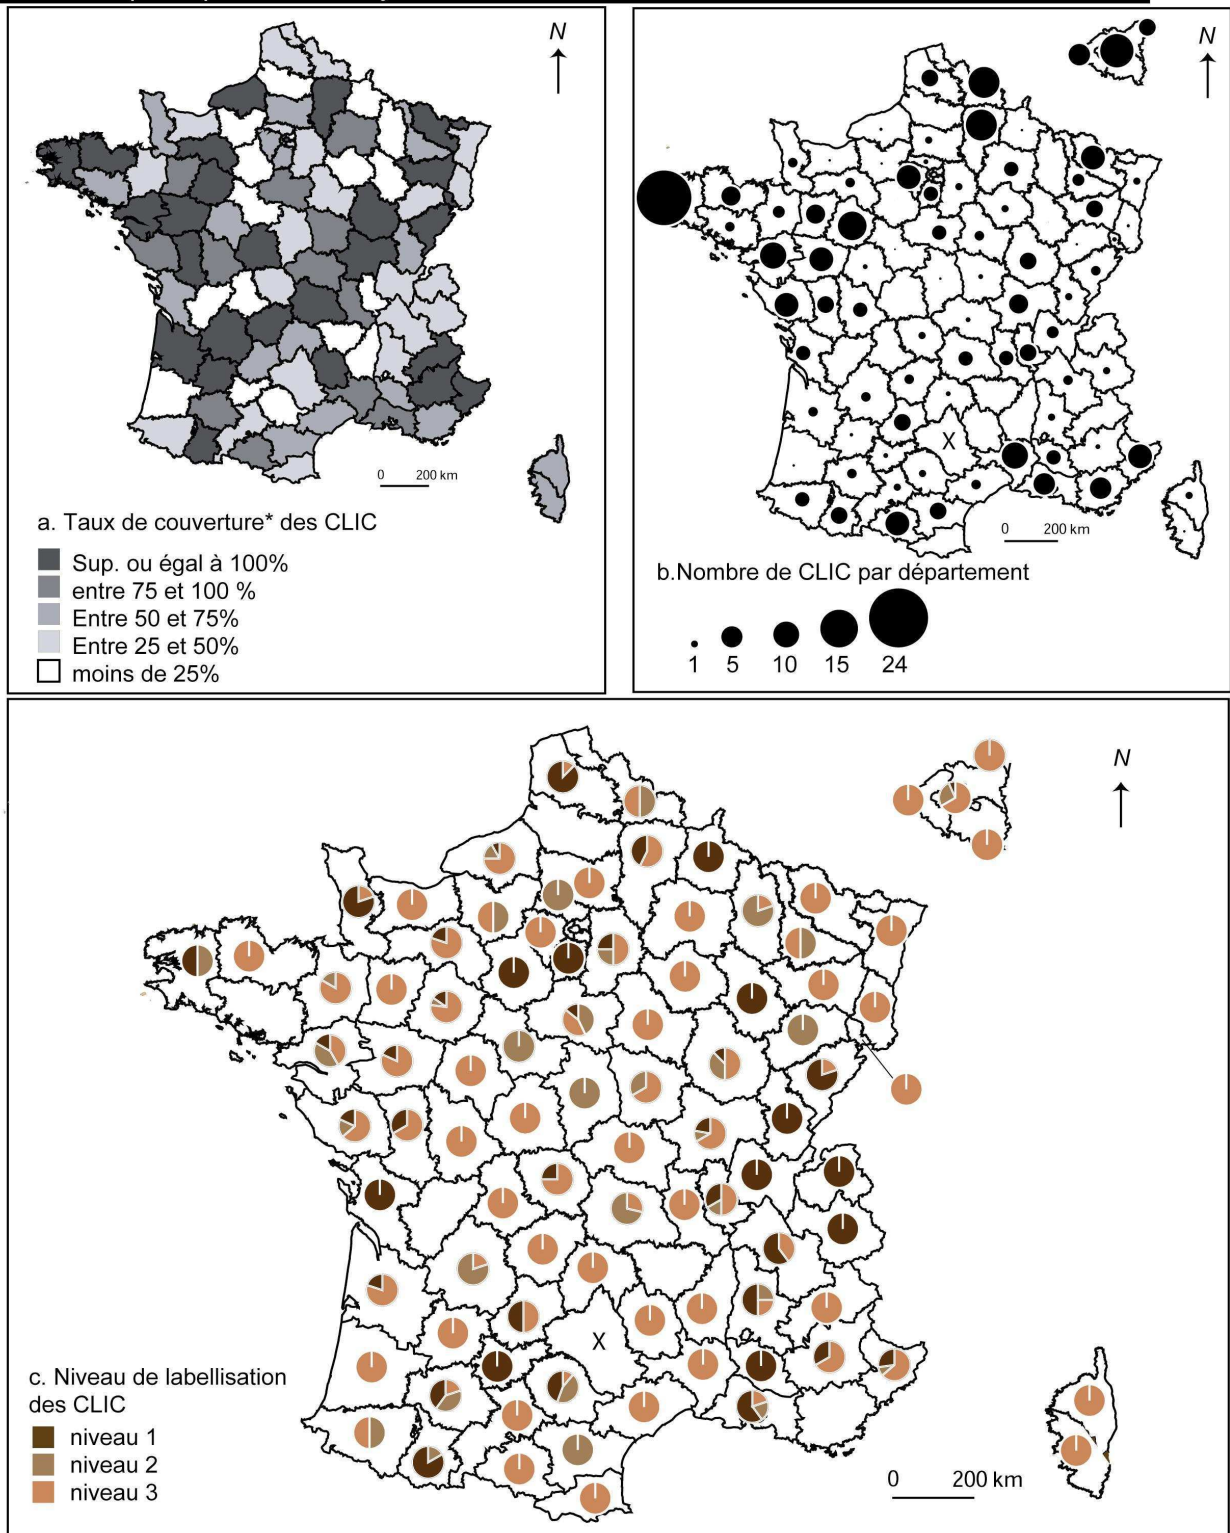 N
0 200 km
a. Taux de couverture* des CLIC
Sup. ou égal à 100%
entre 75 et 100 %
Entre 50 et 75%
Entre 25 et 50%
moins de 25%
N
X
0 200 km
b.Nombre de CLIC par département
1 5 10 15 24
N
X
c. Niveau de labellisation
des CLIC
niveau 1
niveau 2
niveau 3
0 200 km